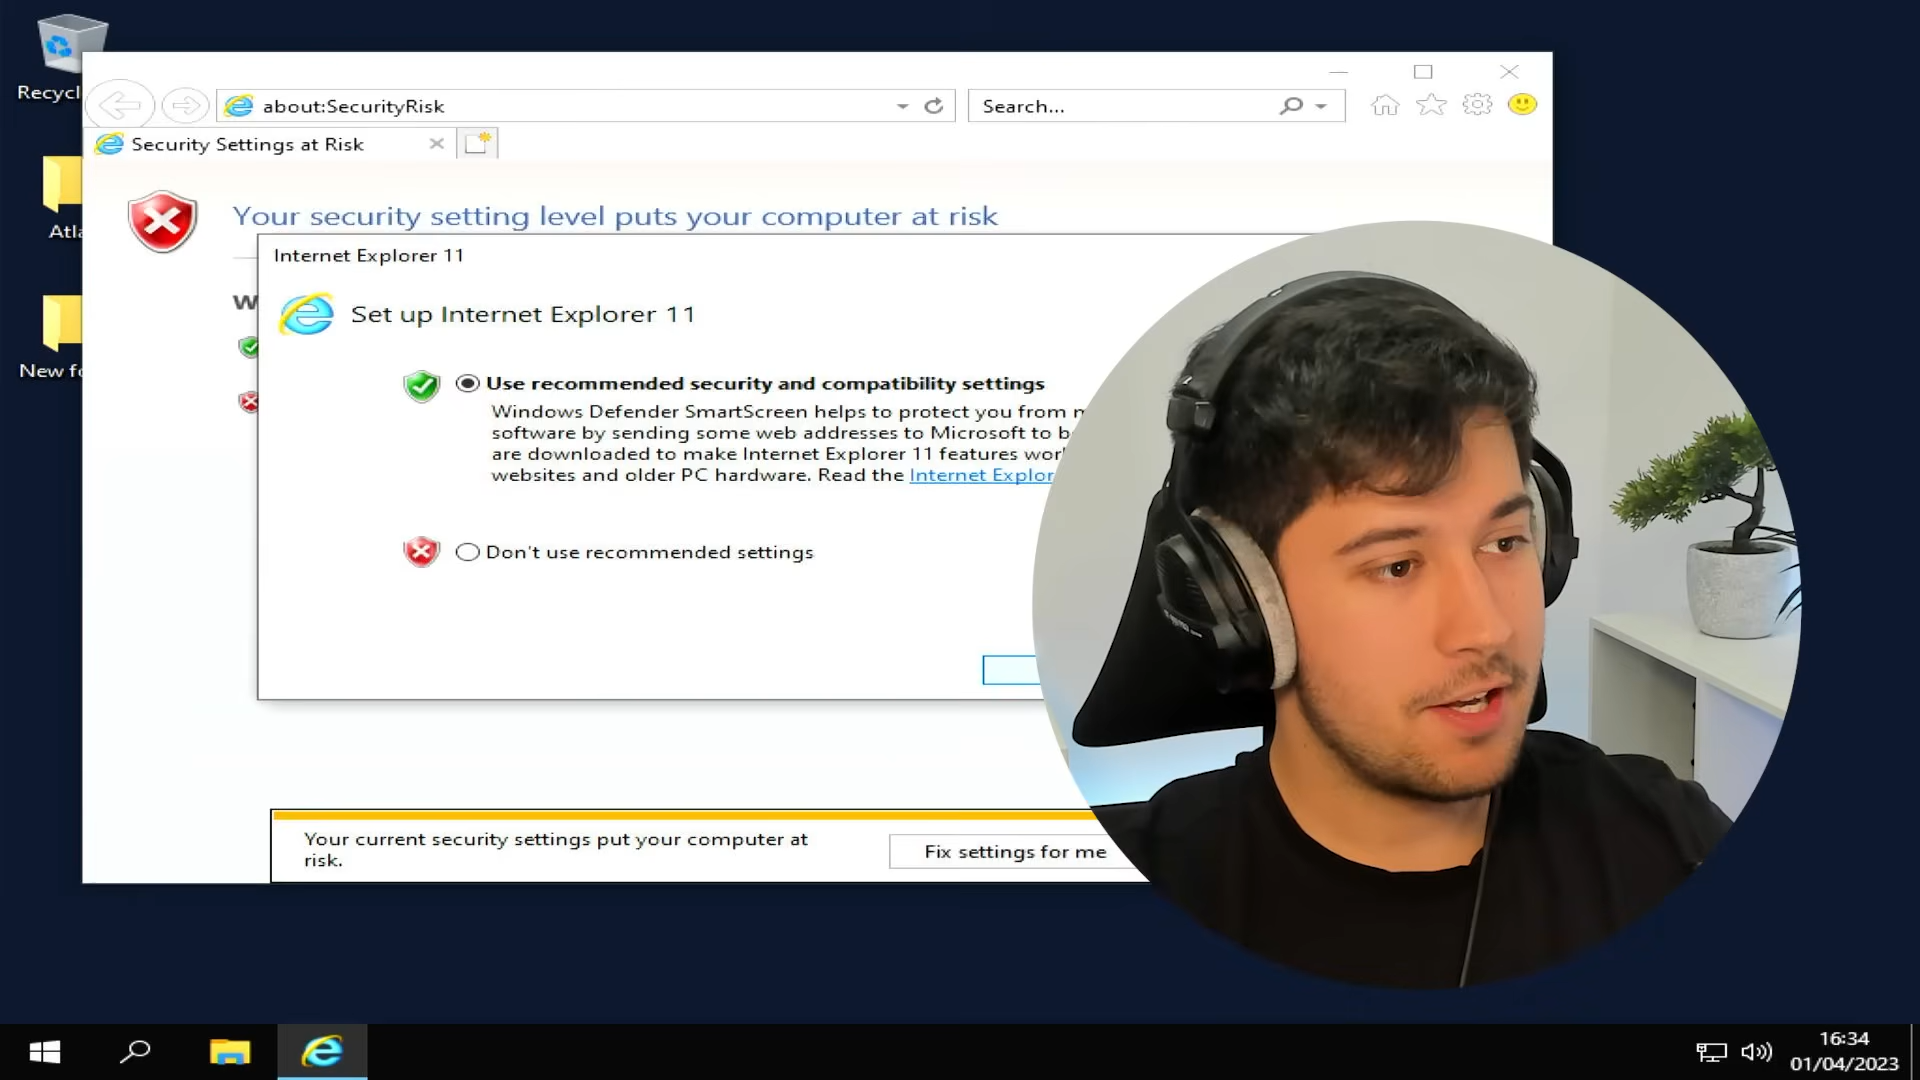 Recycl
about:SecurityRisk
Search...
Security Settings at Risk
Atla
Your security setting level puts your computer at risk
Internet Explorer 11
W
Set up Internet Explorer 11
New fo
Use recommended security and compatibility settings
Windows Defender SmartScreen helps to protect you from
software by sending some web addresses to Microsoft to b
are downloaded to make Internet Explorer 11 features wor
websites and older PC hardware. Read the Internet Explor
Don't use recommended settings
Your current security settings put your computer at
risk.
Fix settings for me
16:34
01/04/2023